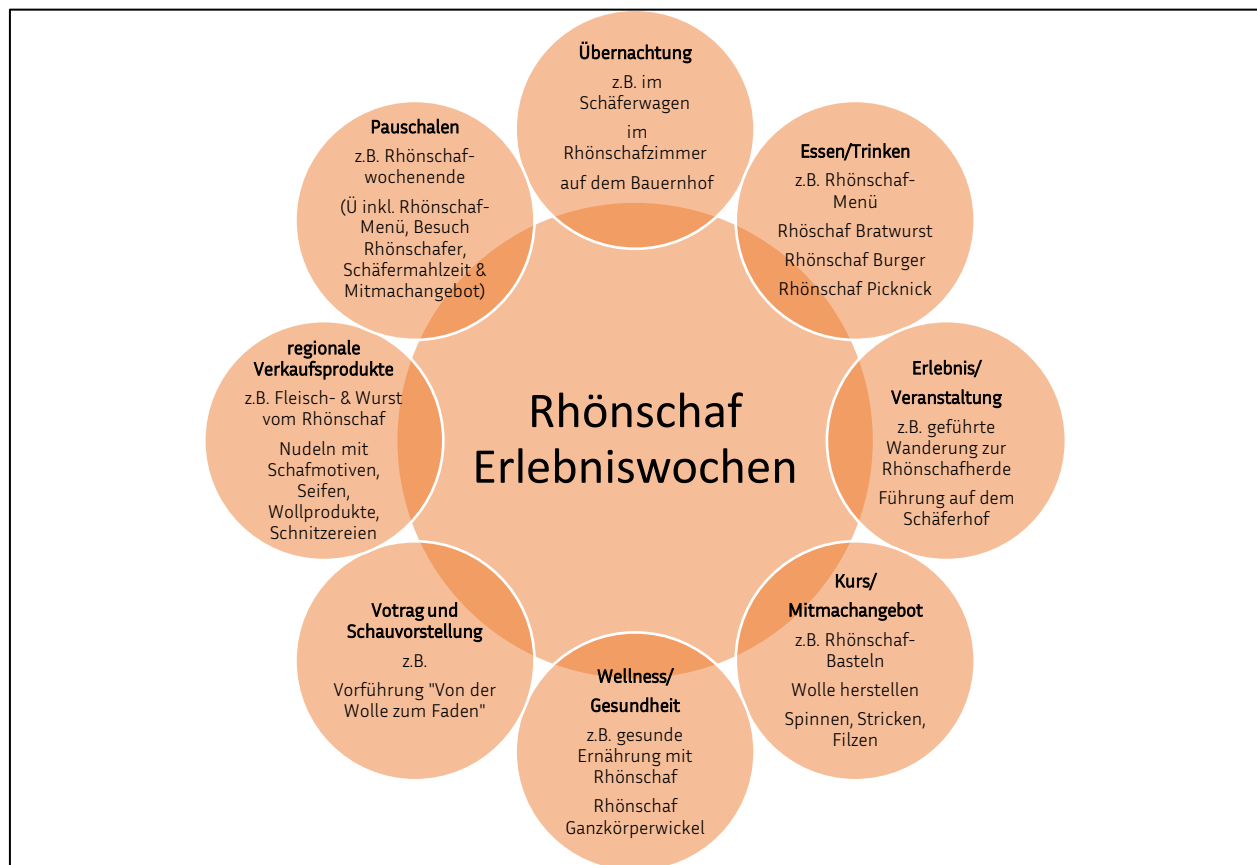 Übernachtung
z.B. im
Schäferwagen
im
Rhönschafzimmer
auf dem Bauernhof
Essen/Trinken
z.B. Rhönschaf-
Menü
Rhöschaf Bratwurst
Rhönschaf Burger
Rhönschaf Picknick
Erlebnis/
Veranstaltung
z.B. geführte
Wanderung zur
Rhönschafherde
Führung auf dem
Schäferhof
Kurs/
Mitmachangebot
z.B. Rhönschaf-
Basteln
Wolle herstellen
Spinnen, Stricken,
Filzen
Wellness/
Gesundheit
z.B. gesunde
Ernährung mit
Rhönschaf
Rhönschaf
Ganzkörperwickel
Votrag und
Schauvorstellung
z.B.
Vorführung "Von der
Wolle zum Faden"
regionale
Verkaufsprodukte
z.B. Fleisch- & Wurst
vom Rhönschaf
Nudeln mit
Schafmotiven,
Seifen,
Wollprodukte,
Schnitzereien
Pauschalen
z.B. Rhönschaf-
wochenende
(Ü inkl. Rhönschaf-
Menü, Besuch
Rhönschafer,
Schäfermahlzeit &
Mitmachangebot)
Rhönschaf
Erlebniswochen